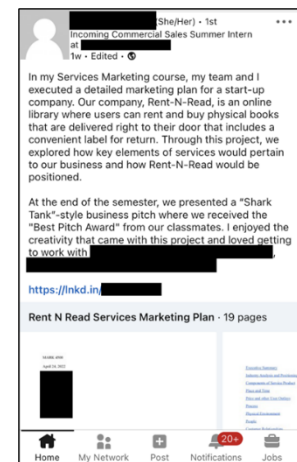 (She/Her) • 1st
Incoming Commercial Sales Summer Intern
at
1w • Edited •
In my Services Marketing course, my team and I
executed a detailed marketing plan for a start-up
company. Our company, Rent-N-Read, is an online
library where users can rent and buy physical books
that are delivered right to their door that includes a
convenient label for return. Through this project, we
explored how key elements of services would pertain
to our business and how Rent-N-Read would be
positioned.
At the end of the semester, we presented a “Shark
Tank”-style business pitch where we received the
"Best Pitch Award" from our classmates. I enjoyed the
creativity that came with this project and loved getting
to work with
https://lnkd.in/
Rent N Read Services Marketing Plan • 19 pages
April 24, 2022
Executive Summary
20+
Home My Network Post Notifications Jobs